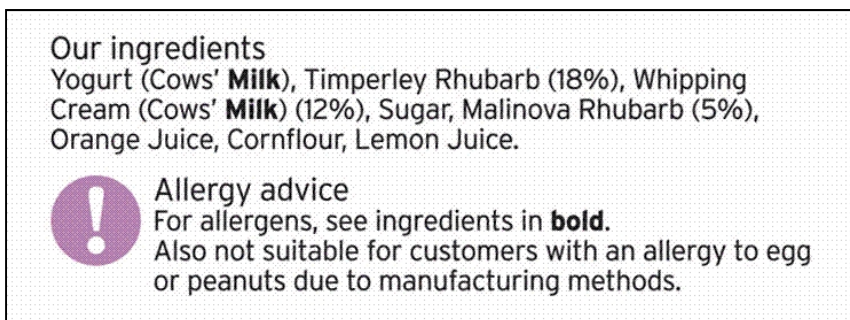 Our ingredients
Yogurt (Cows' Milk), Timperley Rhubarb (18%), Whipping
Cream (Cows' Milk) (12%), Sugar, Malinova Rhubarb (5%),
Orange Juice, Cornflour, Lemon Juice.
Allergy advice
For allergens, see ingredients in bold.
Also not suitable for customers with an allergy to egg
or peanuts due to manufacturing methods.